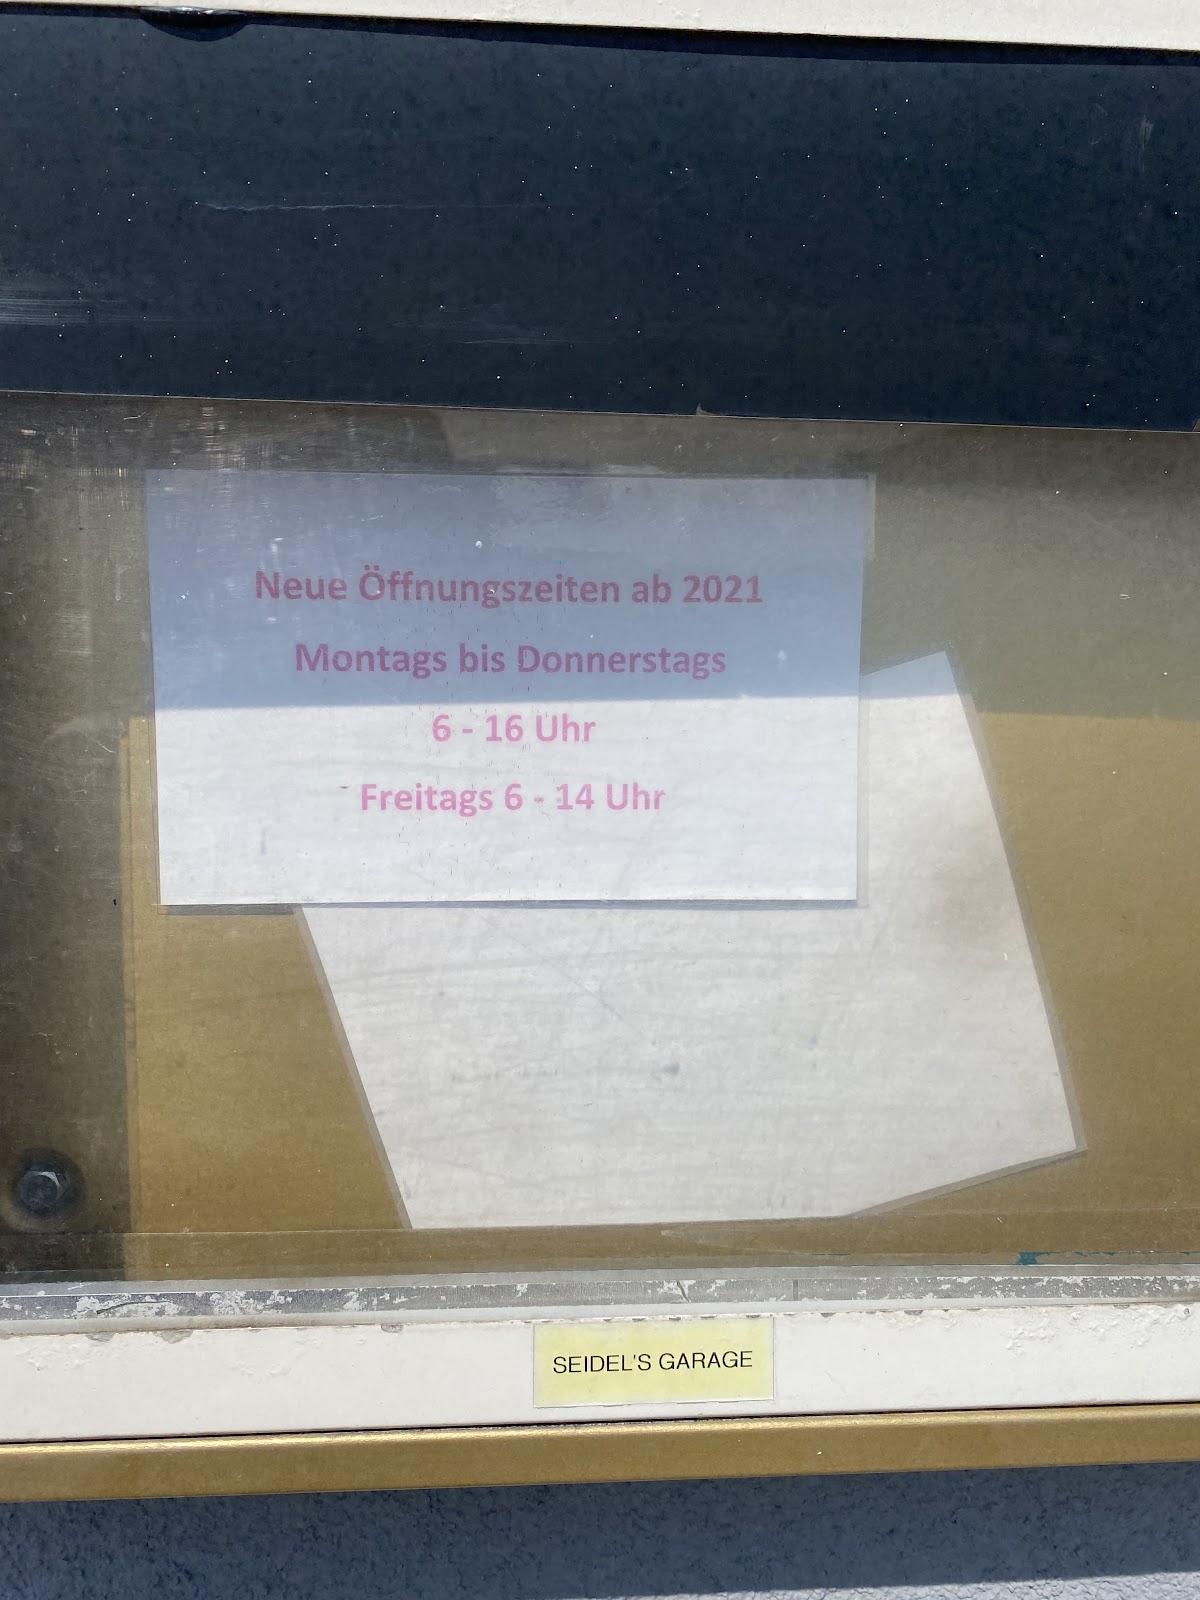 Neue Öffnungszeiten ab 2021
Montags bis Donnerstags
6 - 16 Uhr
Freitags 6 - 14 Uhr
SEIDEL'S GARAGE